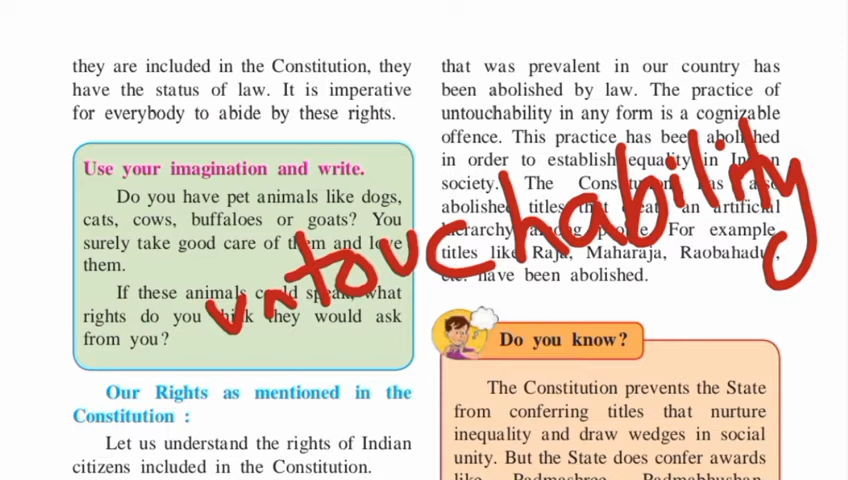 they are included in the Constitution, they
have the status of law. It is imperative
for everybody to abide by these rights.
Use your imagination and write.
Do you have pet animals like dogs,
cats, cows, buffaloes or goats? You
surely take good care of them and love
them.
If these animals could speak, what
rights do you think they would ask
from you?
Our Rights as mentioned in the
Constitution :
Let us understand the rights of Indian
citizens included in the Constitution.
that was prevalent in our country has
been abolished by law. The practice of
untouchability in any form is a cognizable
offence. This practice has been abolished
in order to establish equality in Indian
society. The Constitution has also
abolished titles that create an artificial
hierarchy among people. For example,
titles like Raja, Maharaja, Raobahadur,
etc. have been abolished.
Do you know?
The Constitution prevents the State
from conferring titles that nurture
inequality and draw wedges in social
unity. But the State does confer awards
like Padmashree, Padmabhushan,
untouchability